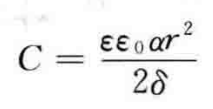 C = εε₀αr² / 2δ